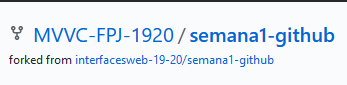 MVVC-FPJ-1920 / semana1-github
forked from interfacesweb-19-20/semana1-github